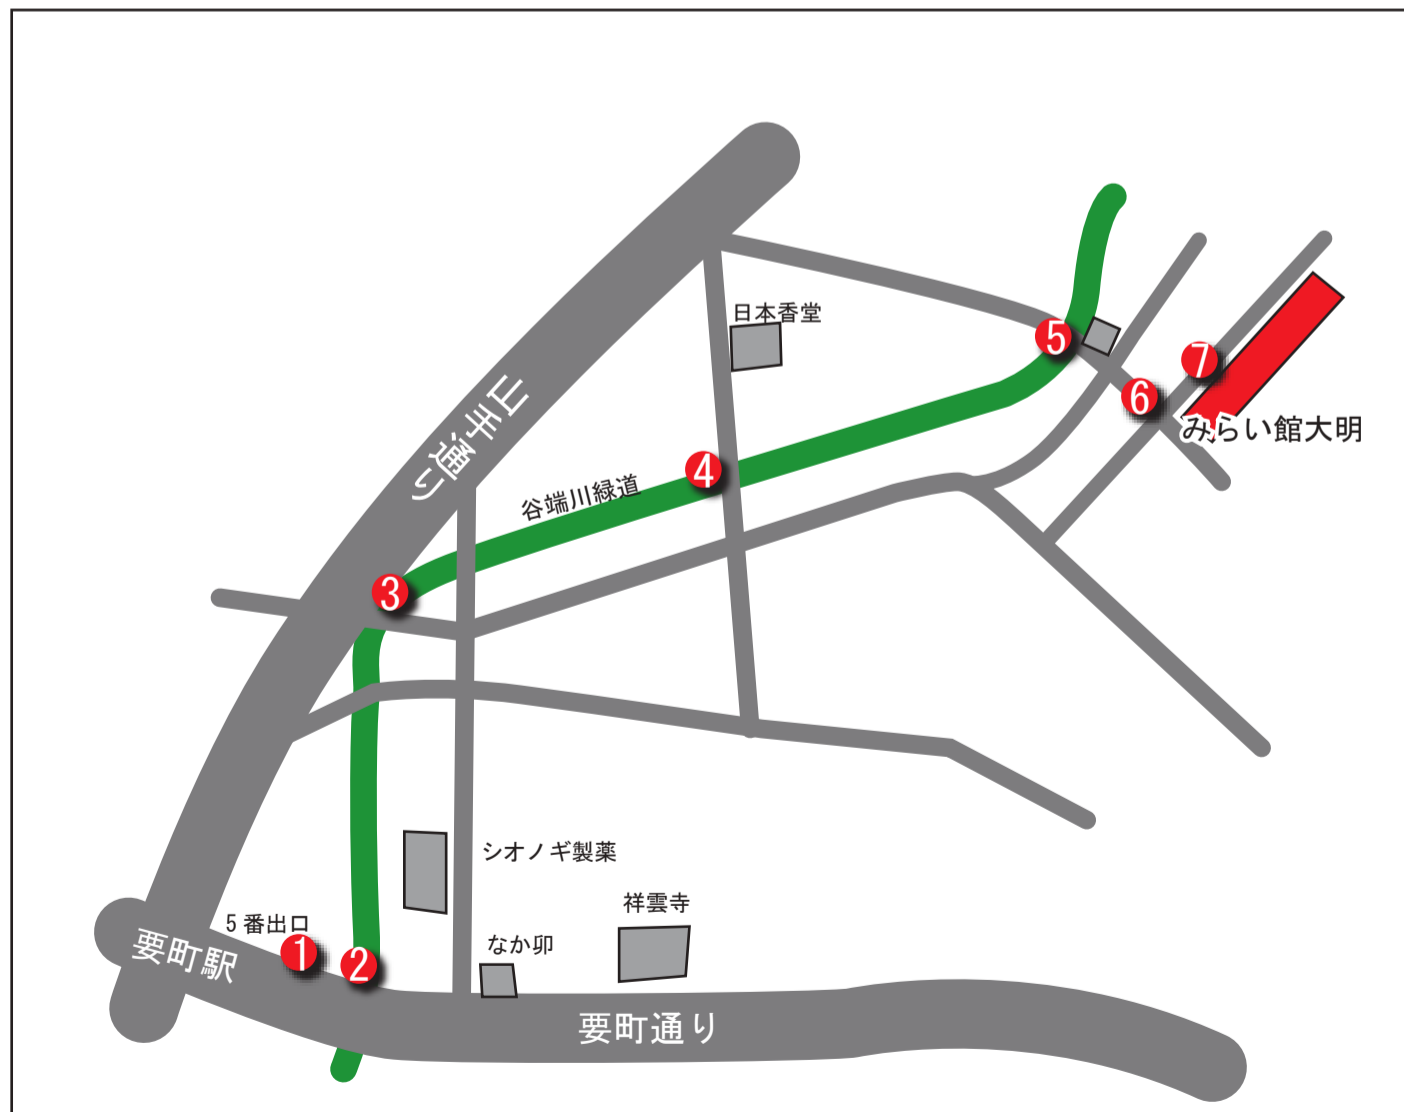 日本香堂
山手通り
谷端川緑道
5
7
6
みらい館大明
4
3
シオノギ製薬
祥雲寺
5番出口
なか卯
1
2
要町駅
要町通り